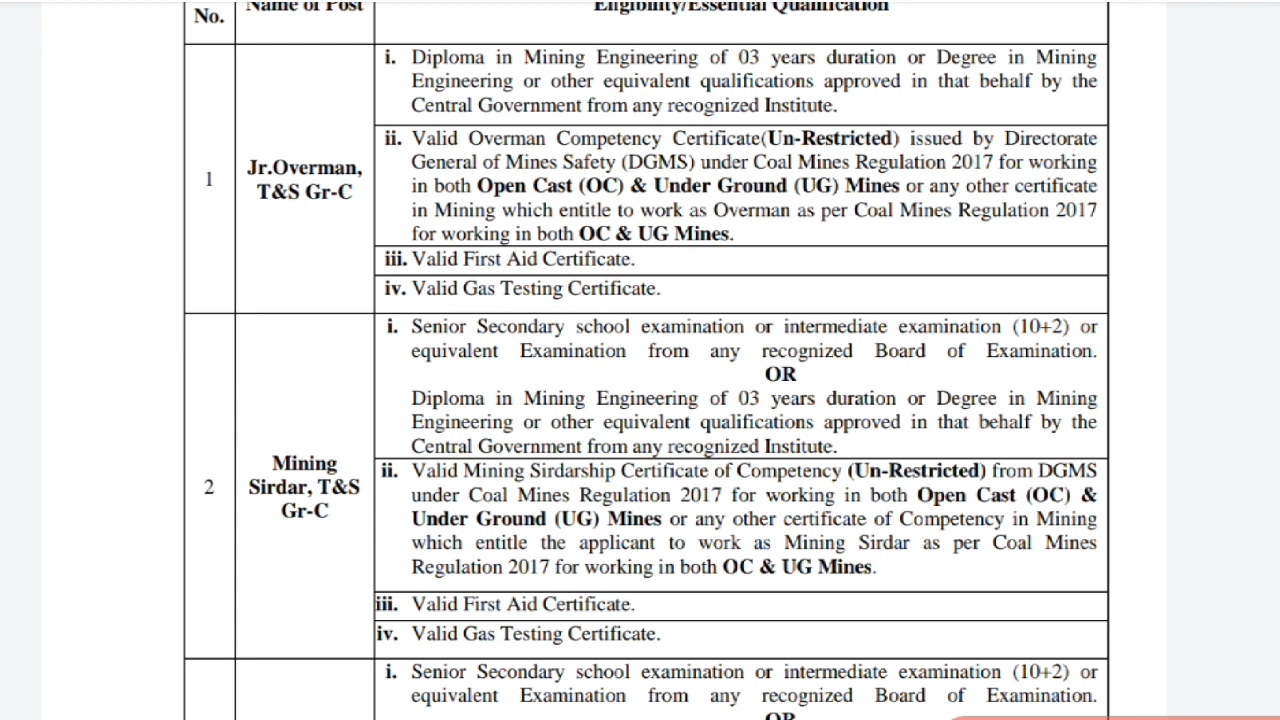 No.
Name of Post
Eligibility/Essential Qualification
1
Jr.Overman,
T&S Gr-C
i. Diploma in Mining Engineering of 03 years duration or Degree in Mining
Engineering or other equivalent qualifications approved in that behalf by the
Central Government from any recognized Institute.
ii. Valid Overman Competency Certificate(Un-Restricted) issued by Directorate
General of Mines Safety (DGMS) under Coal Mines Regulation 2017 for working
in both Open Cast (OC) & Under Ground (UG) Mines or any other certificate
in Mining which entitle to work as Overman as per Coal Mines Regulation 2017
for working in both OC & UG Mines.
iii. Valid First Aid Certificate.
iv. Valid Gas Testing Certificate.
2
Mining
Sirdar, T&S
Gr-C
i. Senior Secondary school examination or intermediate examination (10+2) or
equivalent Examination from any recognized Board of Examination.
OR
Diploma in Mining Engineering of 03 years duration or Degree in Mining
Engineering or other equivalent qualifications approved in that behalf by the
Central Government from any recognized Institute.
ii. Valid Mining Sirdarship Certificate of Competency (Un-Restricted) from DGMS
under Coal Mines Regulation 2017 for working in both Open Cast (OC) &
Under Ground (UG) Mines or any other certificate of Competency in Mining
which entitle the applicant to work as Mining Sirdar as per Coal Mines
Regulation 2017 for working in both OC & UG Mines.
iii. Valid First Aid Certificate.
iv. Valid Gas Testing Certificate.
i. Senior Secondary school examination or intermediate examination (10+2) or
equivalent Examination from any recognized Board of Examination.
OR